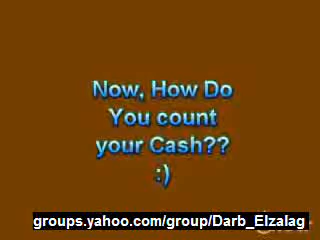 Now, How Do
You count
your Cash??
:)
groups.yahoo.com/group/Darb_Elzalag